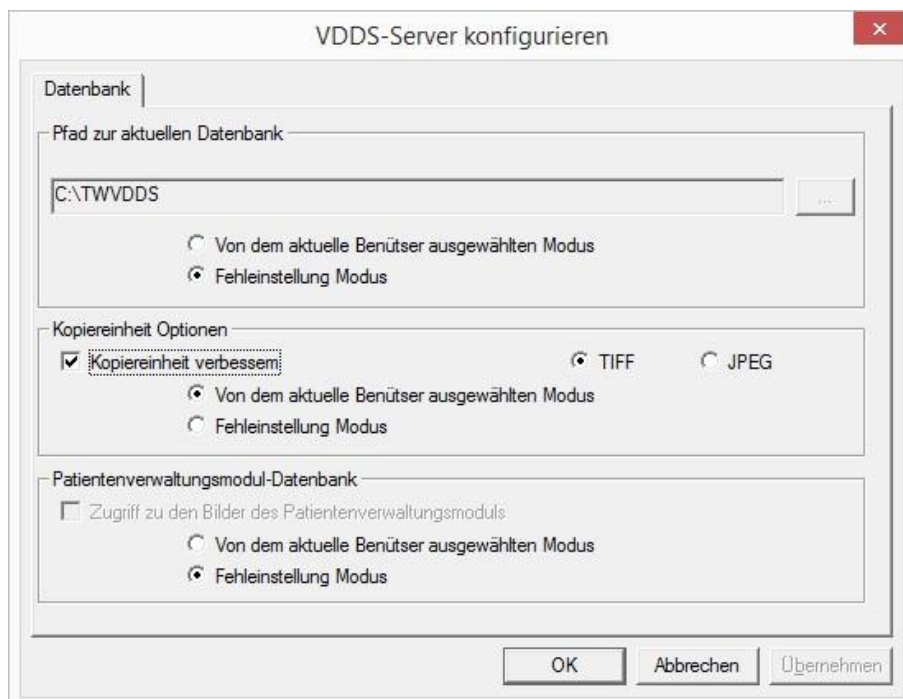 VDDS-Server konfigurieren
Datenbank
Pfad zur aktuellen Datenbank
C:\TWVDDS
...
Von dem aktuelle Benütser ausgewählten Modus
Fehleinstellung Modus
Kopiereinheit Optionen
Kopiereinheit verbessern TIFF JPEG
Von dem aktuelle Benütser ausgewählten Modus
Fehleinstellung Modus
Patientenverwaltungsmodul-Datenbank
Zugriff zu den Bilder des Patientenverwaltungsmoduls
Von dem aktuelle Benütser ausgewählten Modus
Fehleinstellung Modus
OK Abbrechen Übernehmen